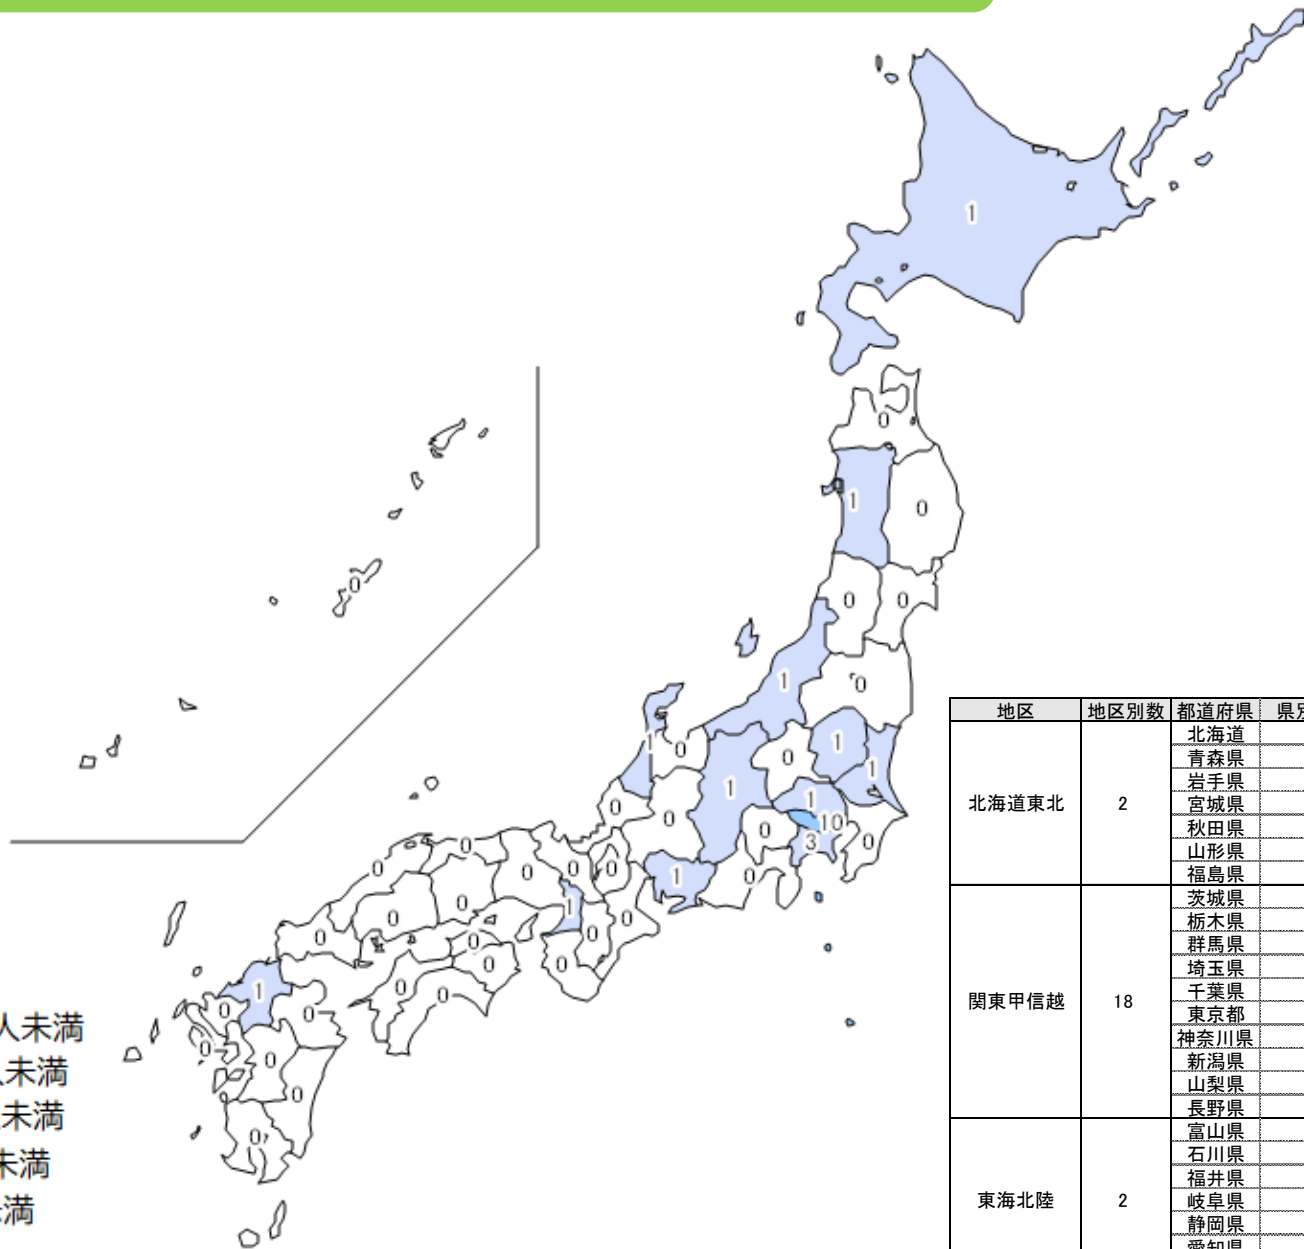 1
0
1
0
0
0
1
0
1
0
1
0
1
1
1
10
3
0
0
0
0
1
0
0
0
0
0
0
0
0
0
1
0
0
0
0
0
0
0
0
1
0
0
0
0
0
0
0
人未満
未満
未満
未満
満
地区 地区別数 都道府県 県別
北海道東北 2 北海道
青森県
岩手県
宮城県
秋田県
山形県
福島県
関東甲信越 18 茨城県
栃木県
群馬県
埼玉県
千葉県
東京都
神奈川県
新潟県
山梨県
長野県
東海北陸 2 富山県
石川県
福井県
岐阜県
静岡県
愛知県